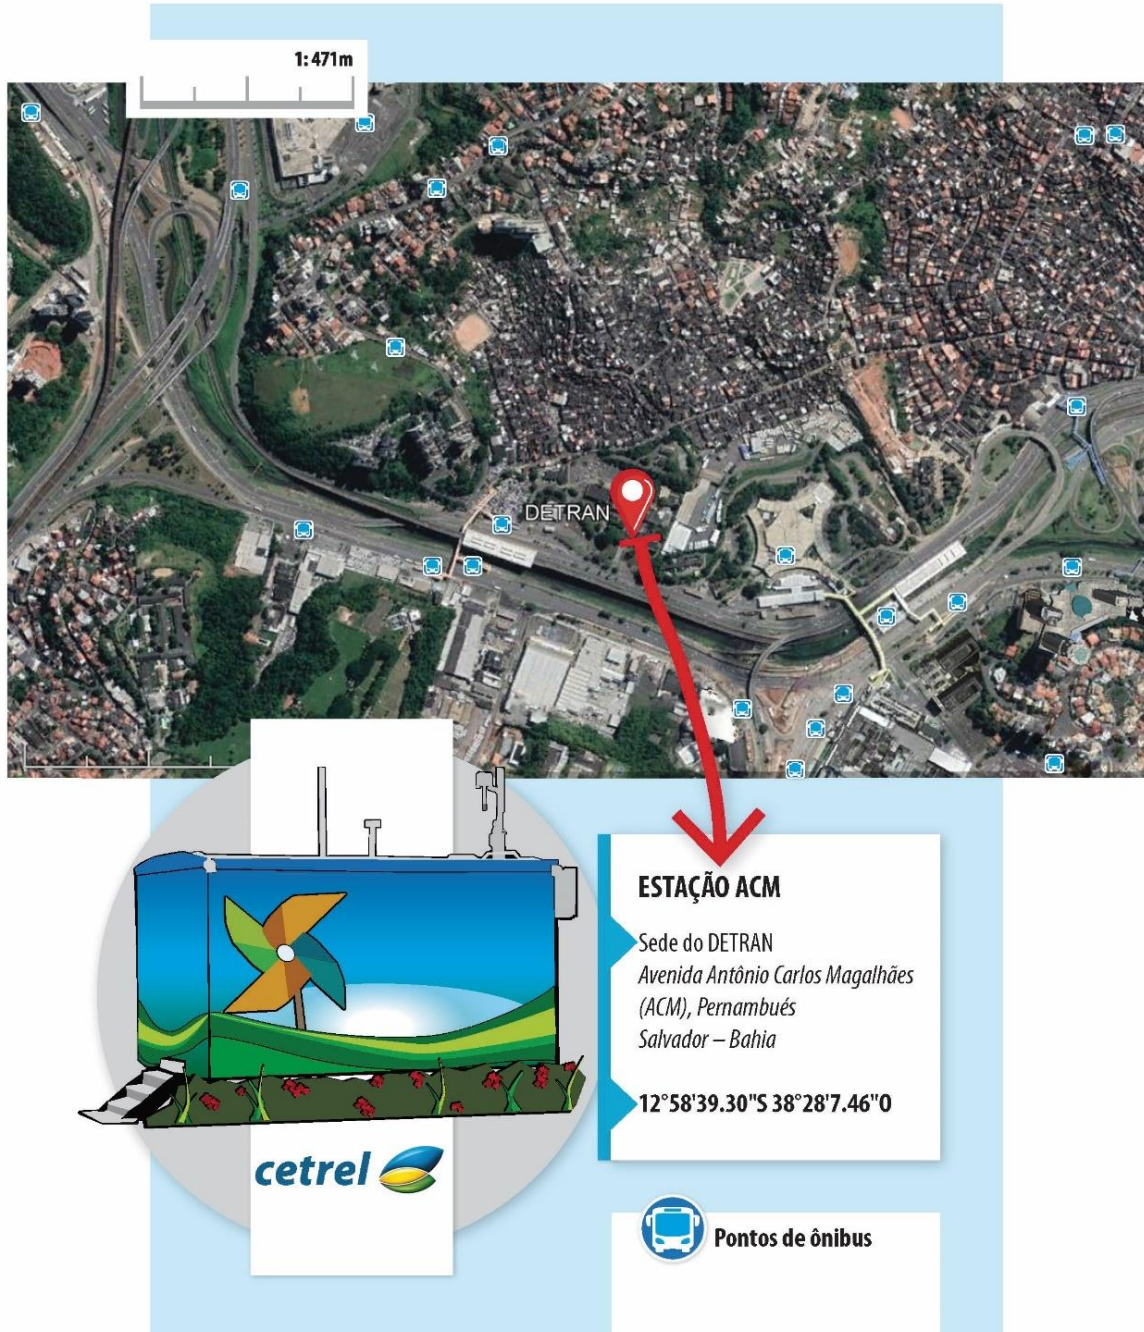 1: 471m
DETRAN
ESTAÇÃO ACM
Sede do DETRAN
Avenida Antônio Carlos Magalhães
(ACM), Pernambués
Salvador – Bahia
12°58'39.30"S 38°28'7.46"O
cetrel
Pontos de ônibus